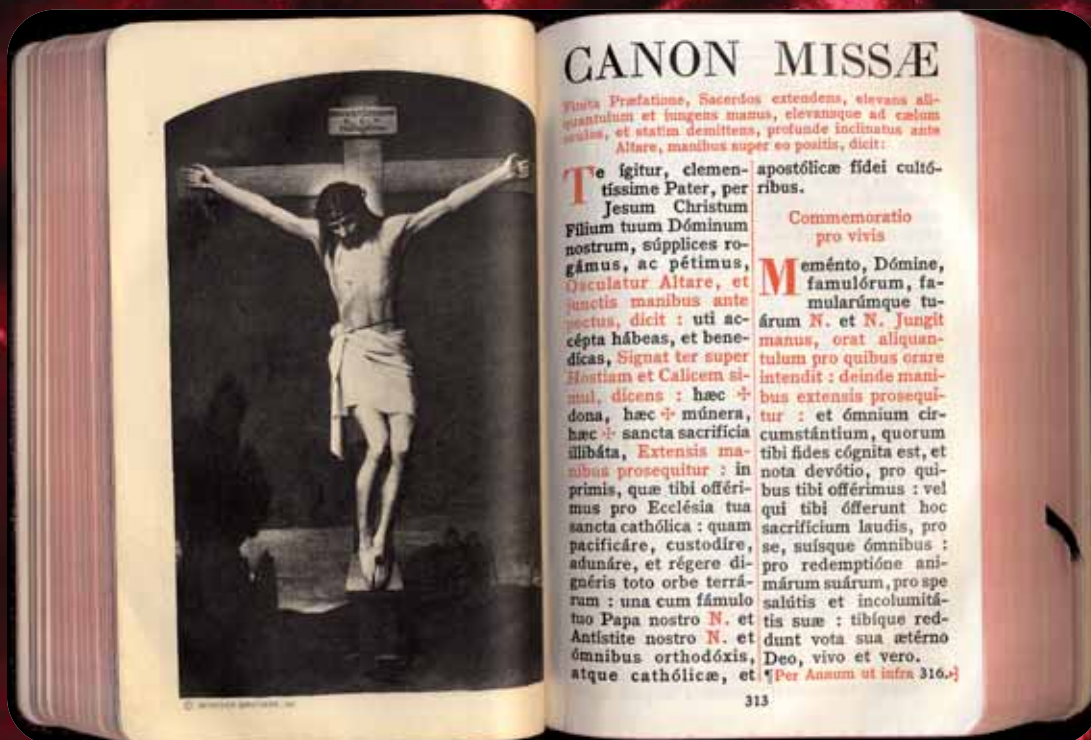 CANON MISSÆ
Finita Præfatione, Sacerdos extendens, elevans ali-
quantulum et jungens manus, elevansque ad cælum
oculos, et statim demittens, profunde inclinatus ante
Altare, manibus super eo positis, dicit:
Te ígitur, clemen-
tíssime Pater, per
Jesum Christum
Fílium tuum Dóminum
nostrum, súpplices ro-
gámus, ac pétimus,
Osculatur Altare, et
junctis manibus ante
pectus, dicit : uti ac-
cépta hábeas, et bene-
dícas, Signat ter super
Hostiam et Calicem si-
mul, dicens : hæc ✠
dona, hæc ✠ múnera,
hæc ✠ sancta sacrifícia
illibáta, Extensis ma-
nibus prosequitur : in
primis, quæ tibi offéri-
mus pro Ecclésia tua
sancta cathólica : quam
pacificáre, custodíre,
adunáre, et régere di-
gnéris toto orbe terrá-
rum : una cum fámulo
tuo Papa nostro N. et
Antístite nostro N. et
ómnibus orthodóxis,
atque cathólicæ, et
apostólicæ fídei cultó-
ribus.
Commemoratio
pro vivis
Meménto, Dómine,
famulórum, fa-
mularúmque tu-
árum N. et N. Jungit
manus, orat aliquan-
tulum pro quibus orare
intendit : deinde mani-
bus extensis prosequi-
tur : et ómnium cir-
cumstántium, quorum
tibi fides cógnita est, et
nota devótio, pro qui-
bus tibi offérimus : vel
qui tibi ófferunt hoc
sacrifícium laudis, pro
se, suísque ómnibus :
pro redemptióne ani-
márum suárum, pro spe
salútis et incolumitá-
tis suæ : tibíque red-
dunt vota sua ætérno
Deo, vivo et vero.
¶Per Annum ut infra 316.
313